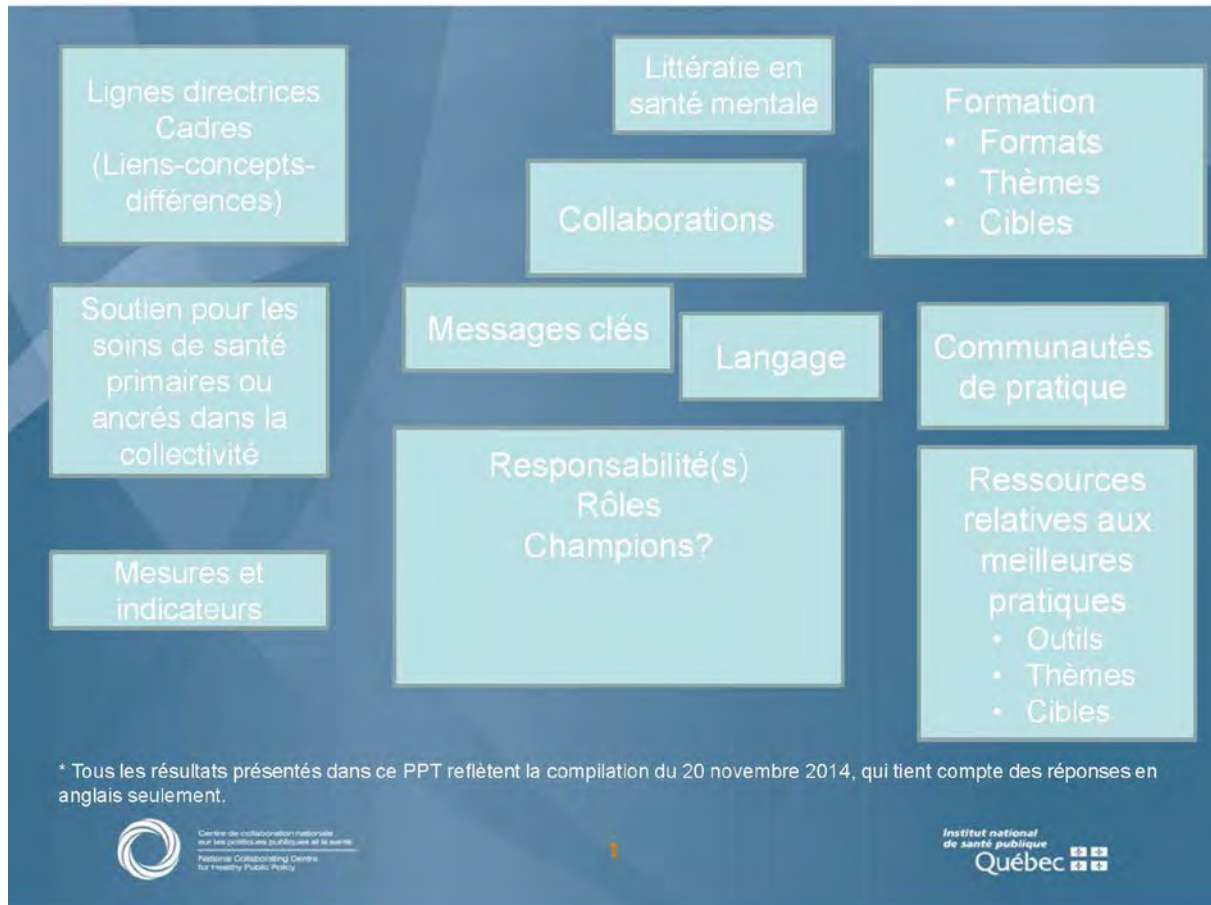 Lignes directrices
Cadres
(Liens-concepts-
différences)
Littératie en
santé mentale
Formation
• Formats
• Thèmes
• Cibles
Collaborations
Soutien pour les
soins de santé
primaires ou
ancrés dans la
collectivité
Messages clés
Langage
Communautés
de pratique
Responsabilité(s)
Rôles
Champions?
Ressources
relatives aux
meilleures
pratiques
• Outils
• Thèmes
• Cibles
Mesures et
indicateurs
* Tous les résultats présentés dans ce PPT reflètent la compilation du 20 novembre 2014, qui tient compte des réponses en
anglais seulement.
Centre de collaboration nationale
sur les politiques publiques et la santé
National Collaborating Centre
for Healthy Public Policy
1
Institut national
de santé publique
Québec